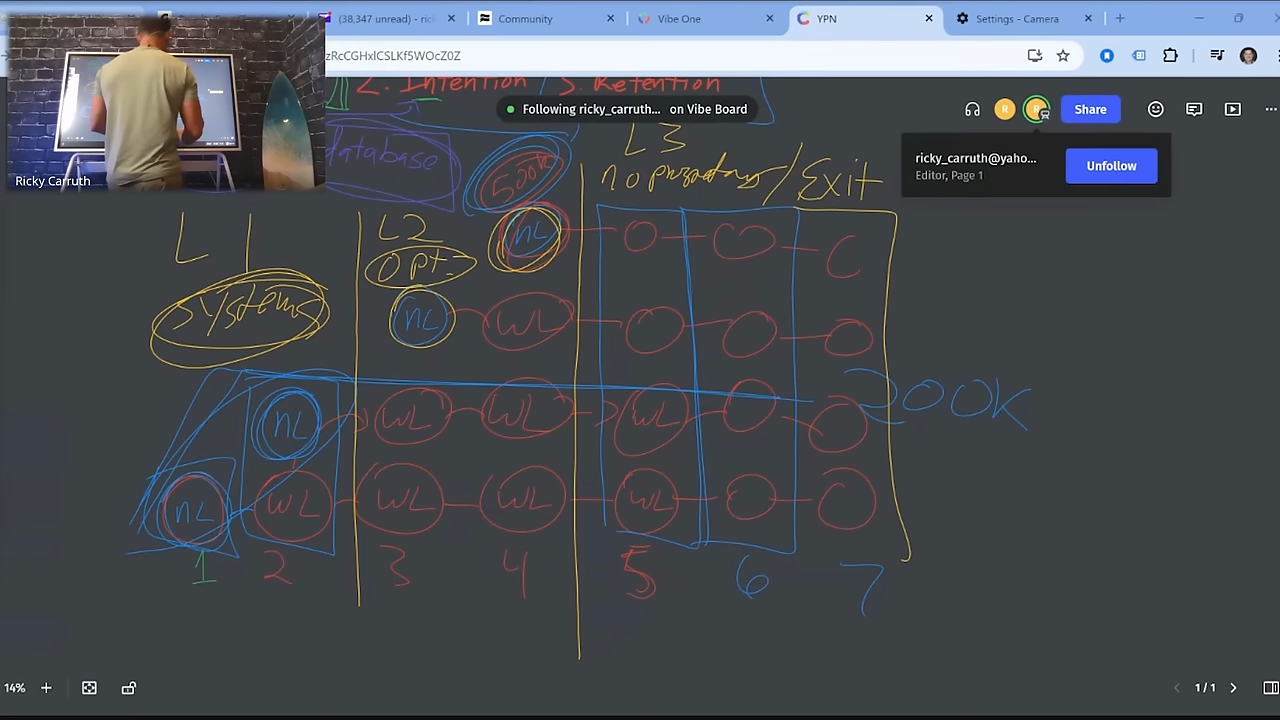 (38,347 unread) - rick
Community
Vibe One
YPN
Settings - Camera
zRcCGHxICSLKf5WOcZ0Z
2. Intention / 3. Retention
Following ricky_carruth... on Vibe Board
R
R
Share
ricky_carruth@yaho...
Editor, Page 1
Unfollow
Ricky Carruth
database
500K
L3
/Exit
L1
L2
nL
opt.
systems
nL
WL
200K
nL
WL
WL
WL
nL
WL
WL
WL
WL
1
2
3
4
5
6
7
14%
1/1